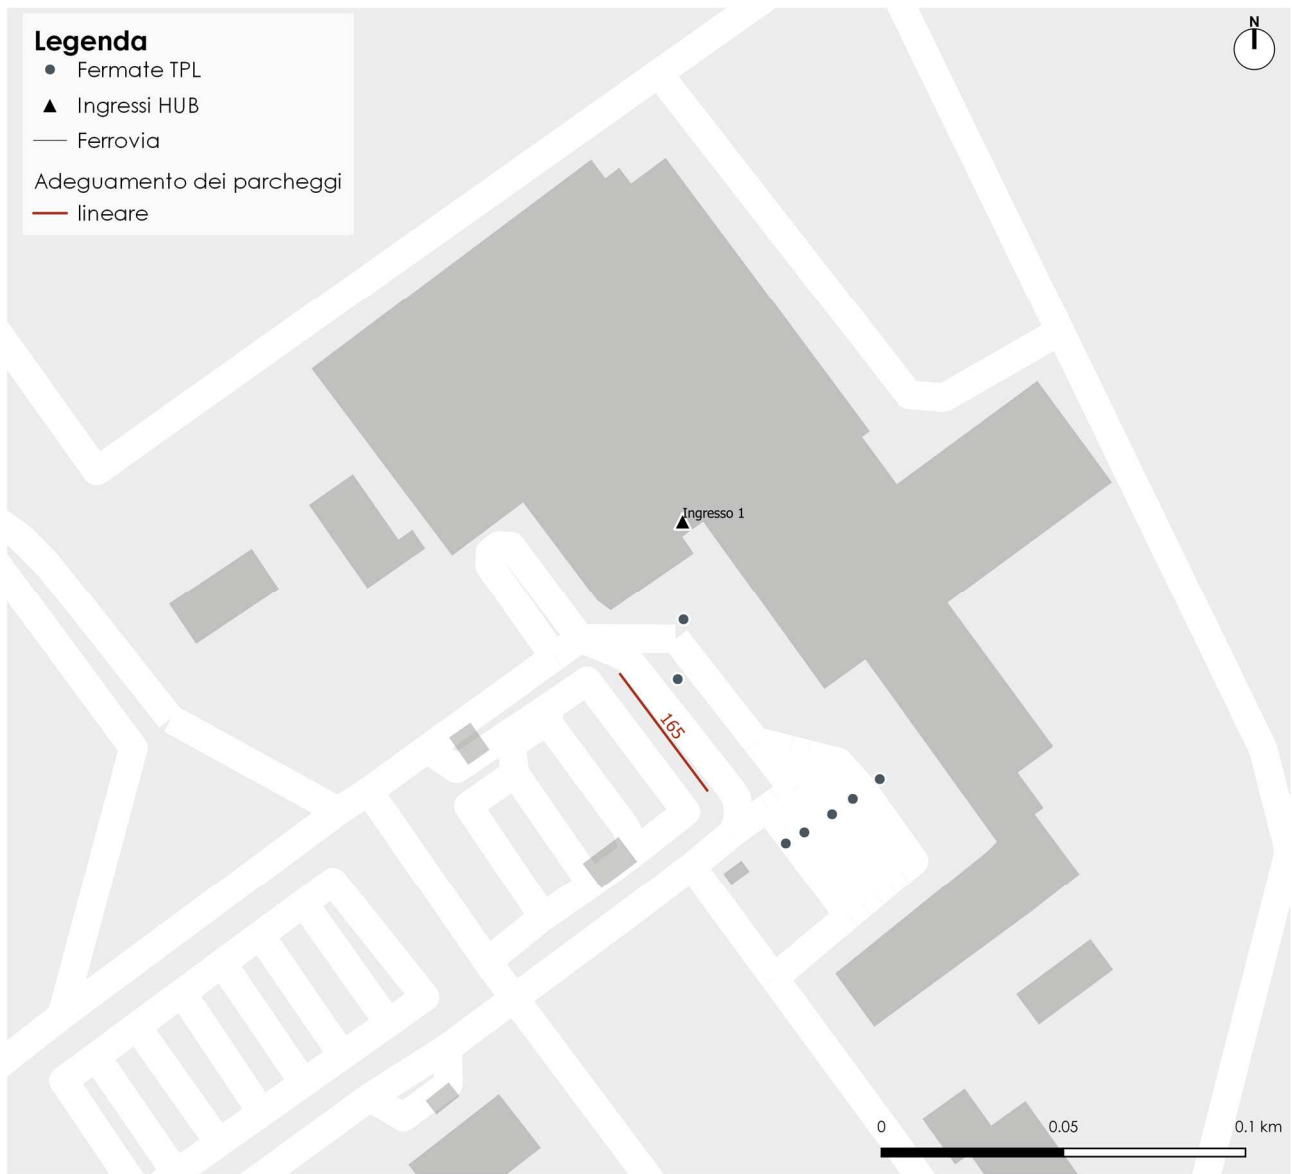 Legenda
Fermate TPL
Ingressi HUB
Ferrovia
Adeguamento dei parcheggi
lineare
N
Ingresso 1
165
0 0.05 0.1 km